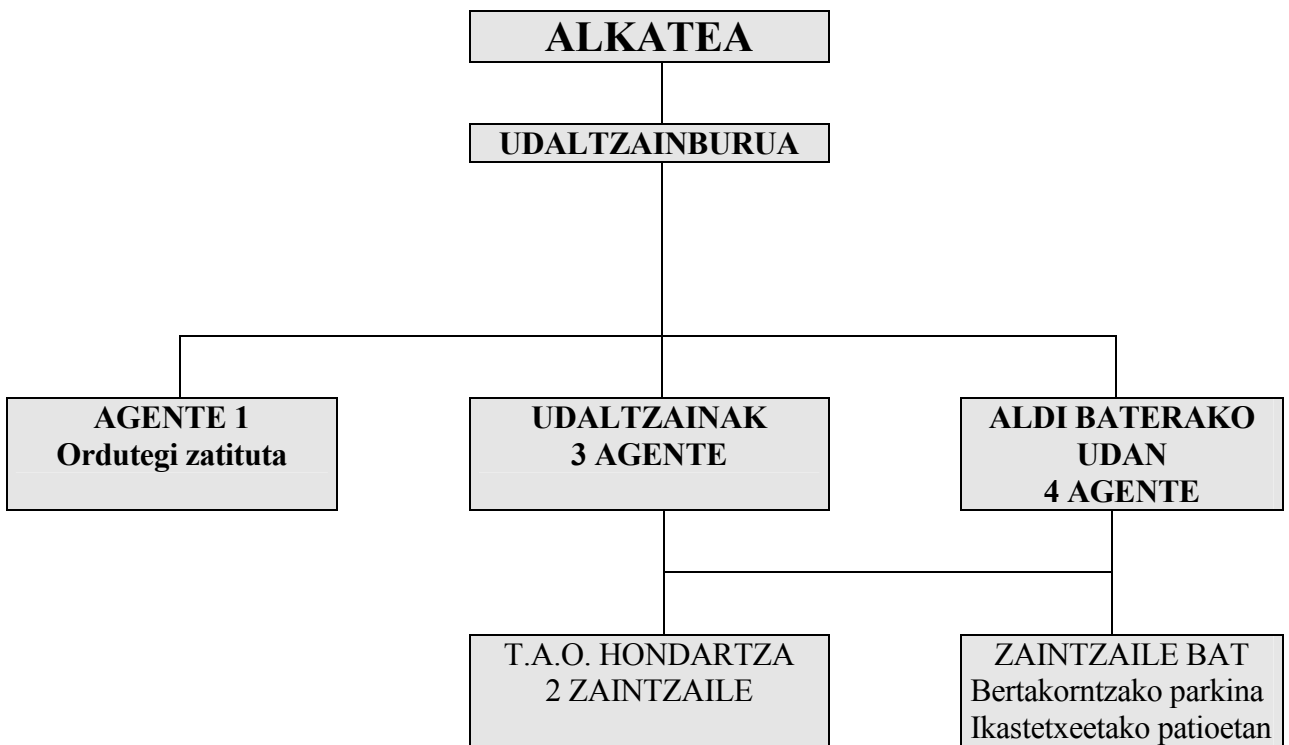 ALKATEA
UDALTZAINBURUA
AGENTE 1
Ordutegi zatituta
UDALTZAINAK
3 AGENTE
ALDI BATERAKO
UDAN
4 AGENTE
T.A.O. HONDARTZA
2 ZAINTZAILE
ZAINTZAILE BAT
Bertakorntzako parkina
Ikastetxeetako patioetan